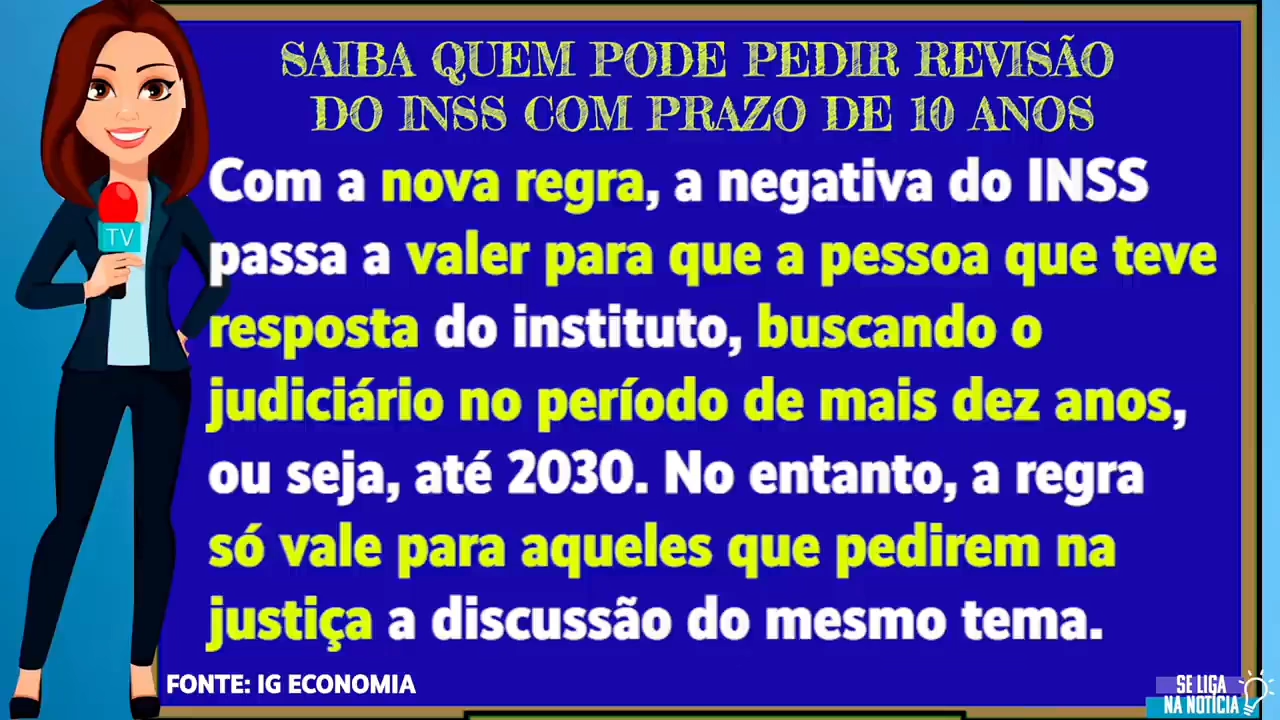 SAIBA QUEM PODE PEDIR REVISÃO
DO INSS COM PRAZO DE 10 ANOS
Com a nova regra, a negativa do INSS
passa a valer para que a pessoa que teve
resposta do instituto, buscando o
judiciário no período de mais dez anos,
ou seja, até 2030. No entanto, a regra
só vale para aqueles que pedirem na
justiça a discussão do mesmo tema.
TV
FONTE: IG ECONOMIA
SE LIGA
NA NOTÍCIA